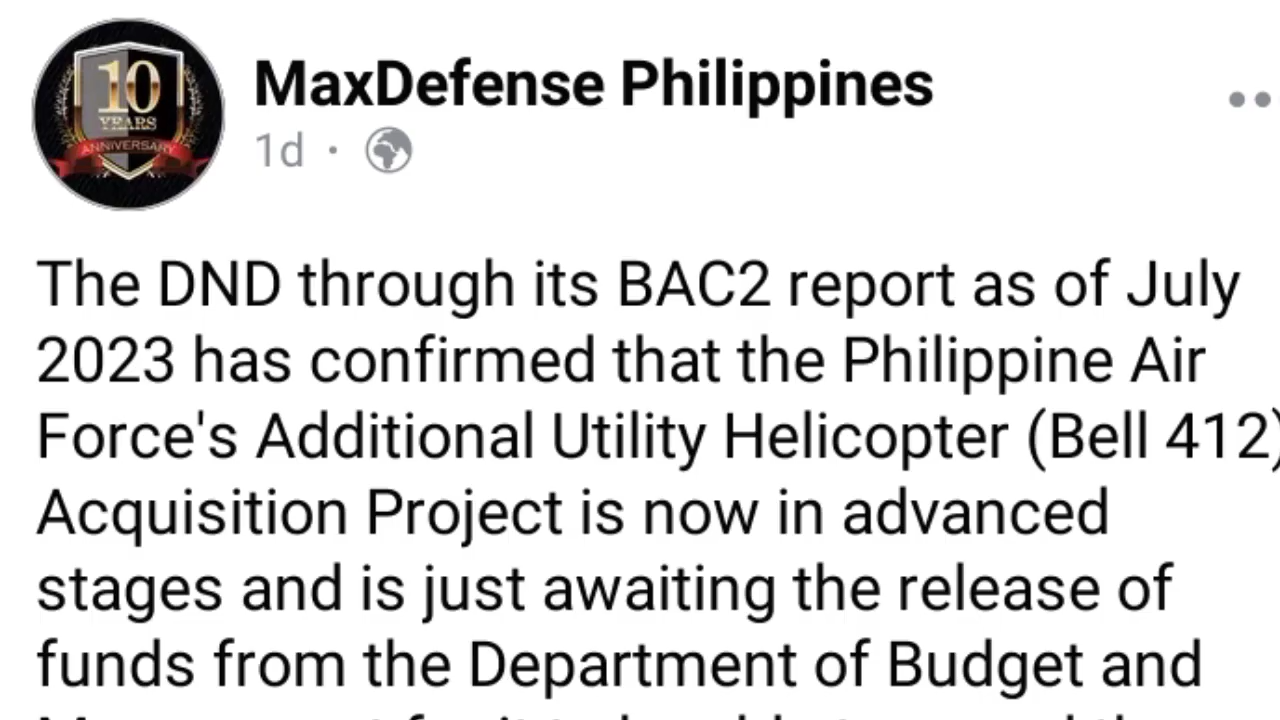 10
YEARS
ANNIVERSARY
MaxDefense Philippines
1d ·
The DND through its BAC2 report as of July
2023 has confirmed that the Philippine Air
Force's Additional Utility Helicopter (Bell 412)
Acquisition Project is now in advanced
stages and is just awaiting the release of
funds from the Department of Budget and